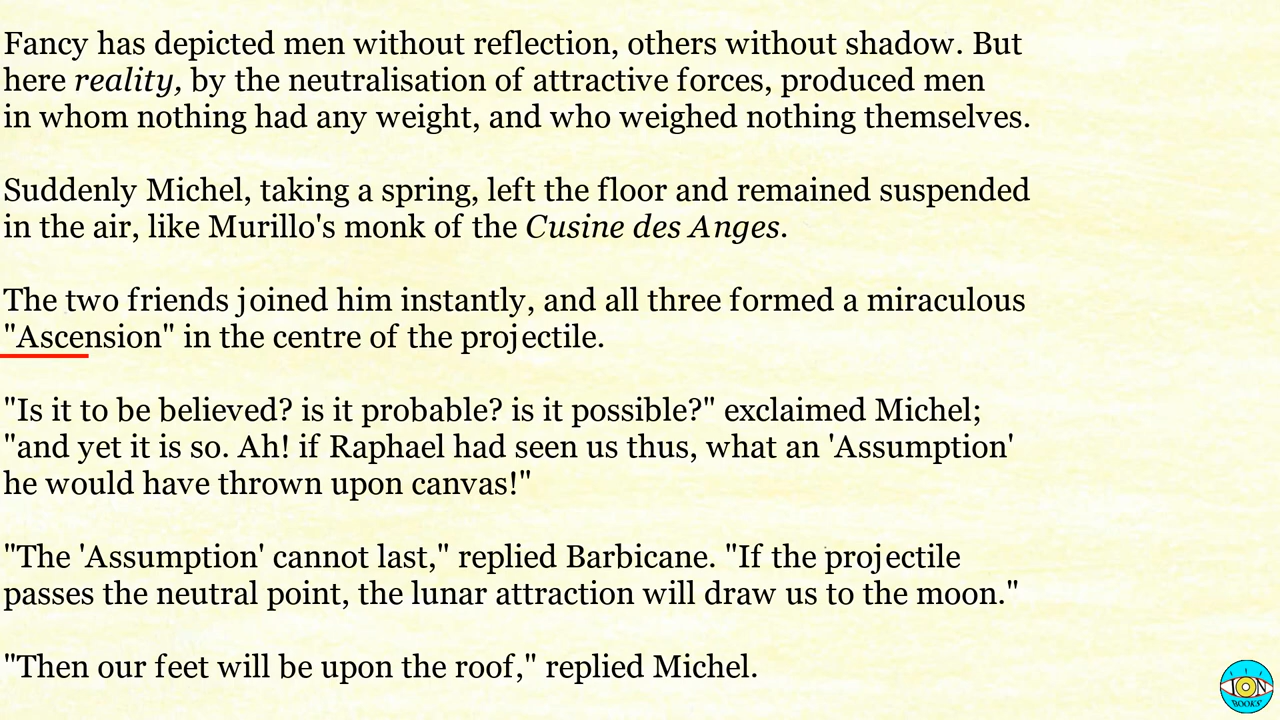 Fancy has depicted men without reflection, others without shadow. But
here reality, by the neutralisation of attractive forces, produced men
in whom nothing had any weight, and who weighed nothing themselves.
Suddenly Michel, taking a spring, left the floor and remained suspended
in the air, like Murillo's monk of the Cusine des Anges.
The two friends joined him instantly, and all three formed a miraculous
"Ascension" in the centre of the projectile.
"Is it to be believed? is it probable? is it possible?" exclaimed Michel;
"and yet it is so. Ah! if Raphael had seen us thus, what an 'Assumption'
he would have thrown upon canvas!"
"The 'Assumption' cannot last," replied Barbicane. "If the projectile
passes the neutral point, the lunar attraction will draw us to the moon."
"Then our feet will be upon the roof," replied Michel.
ION
BOOKS